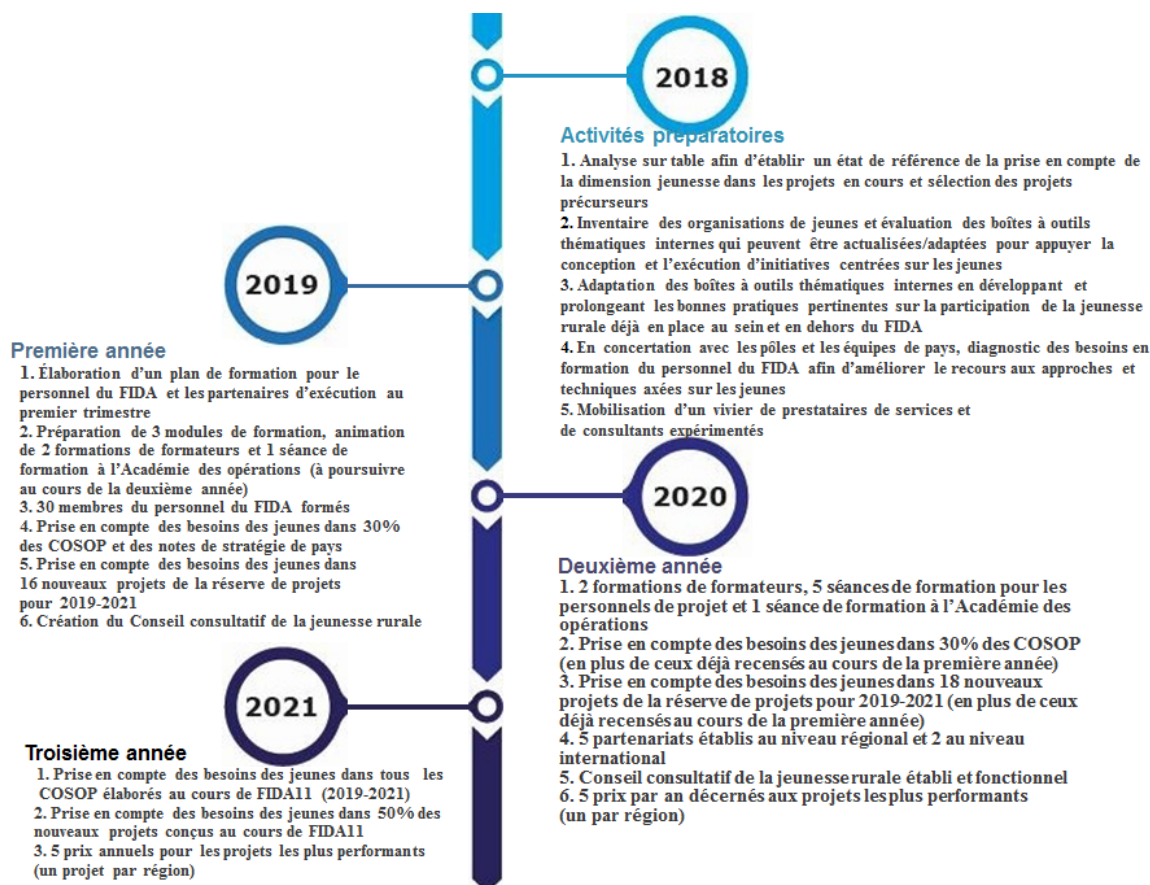 2018
Activités préparatoires
1. Analyse sur table afin d'établir un état de référence de la prise en compte de
la dimension jeunesse dans les projets en cours et sélection des projets
précurseurs
2. Inventaire des organisations de jeunes et évaluation des boîtes à outils
thématiques internes qui peuvent être actualisées/adaptées pour appuyer la
conception et l'exécution d'initiatives centrées sur les jeunes
3. Adaptation des boîtes à outils thématiques internes en développant et
prolongeant les bonnes pratiques pertinentes sur la participation de la jeunesse
rurale déjà en place au sein et en dehors du FIDA
4. En concertation avec les pôles et les équipes de pays, diagnostic des besoins en
formation du personnel du FIDA afin d'améliorer le recours aux approches et
techniques axées sur les jeunes
5. Mobilisation d'un vivier de prestataires de services et
de consultants expérimentés
2019
Première année
1. Élaboration d'un plan de formation pour le
personnel du FIDA et les partenaires d'exécution au
premier trimestre
2. Préparation de 3 modules de formation, animation
de 2 formations de formateurs et 1 séance de
formation à l'Académie des opérations (à poursuivre
au cours de la deuxième année)
3. 30 membres du personnel du FIDA formés
4. Prise en compte des besoins des jeunes dans 30%
des COSOP et des notes de stratégie de pays
5. Prise en compte des besoins des jeunes dans
16 nouveaux projets de la réserve de projets
pour 2019-2021
6. Création du Conseil consultatif de la jeunesse rurale
2020
Deuxième année
1. 2 formations de formateurs, 5 séances de formation pour les
personnels de projet et 1 séance de formation à l'Académie des
opérations
2. Prise en compte des besoins des jeunes dans 30% des COSOP
(en plus de ceux déjà recensés au cours de la première année)
3. Prise en compte des besoins des jeunes dans 18 nouveaux
projets de la réserve de projets pour 2019-2021 (en plus de ceux
déjà recensés au cours de la première année)
4. 5 partenariats établis au niveau régional et 2 au niveau
international
5. Conseil consultatif de la jeunesse rurale établi et fonctionnel
6. 5 prix par an décernés aux projets les plus performants
(un par région)
2021
Troisième année
1. Prise en compte des besoins des jeunes dans tous les
COSOP élaborés au cours de FIDA11 (2019-2021)
2. Prise en compte des besoins des jeunes dans 50% des
nouveaux projets conçus au cours de FIDA11
3. 5 prix annuels pour les projets les plus performants
(un projet par région)